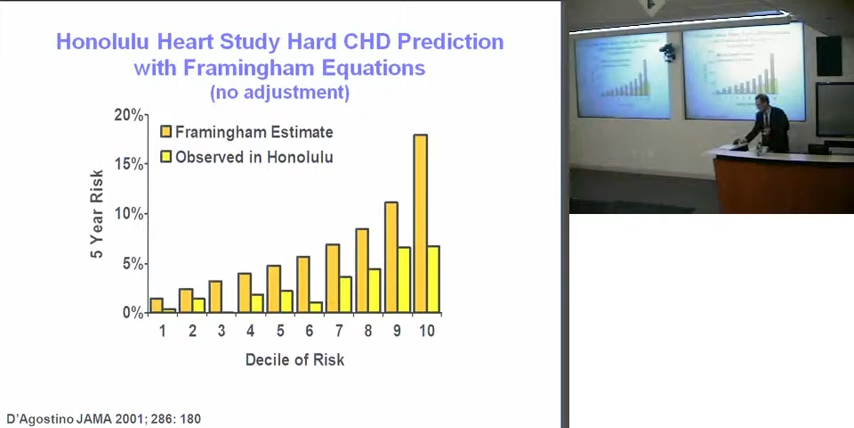 Honolulu Heart Study Hard CHD Prediction
with Framingham Equations
(no adjustment)
20%
15%
10%
5%
0%
5 Year Risk
Framingham Estimate
Observed in Honolulu
1 2 3 4 5 6 7 8 9 10
Decile of Risk
D'Agostino JAMA 2001; 286: 180